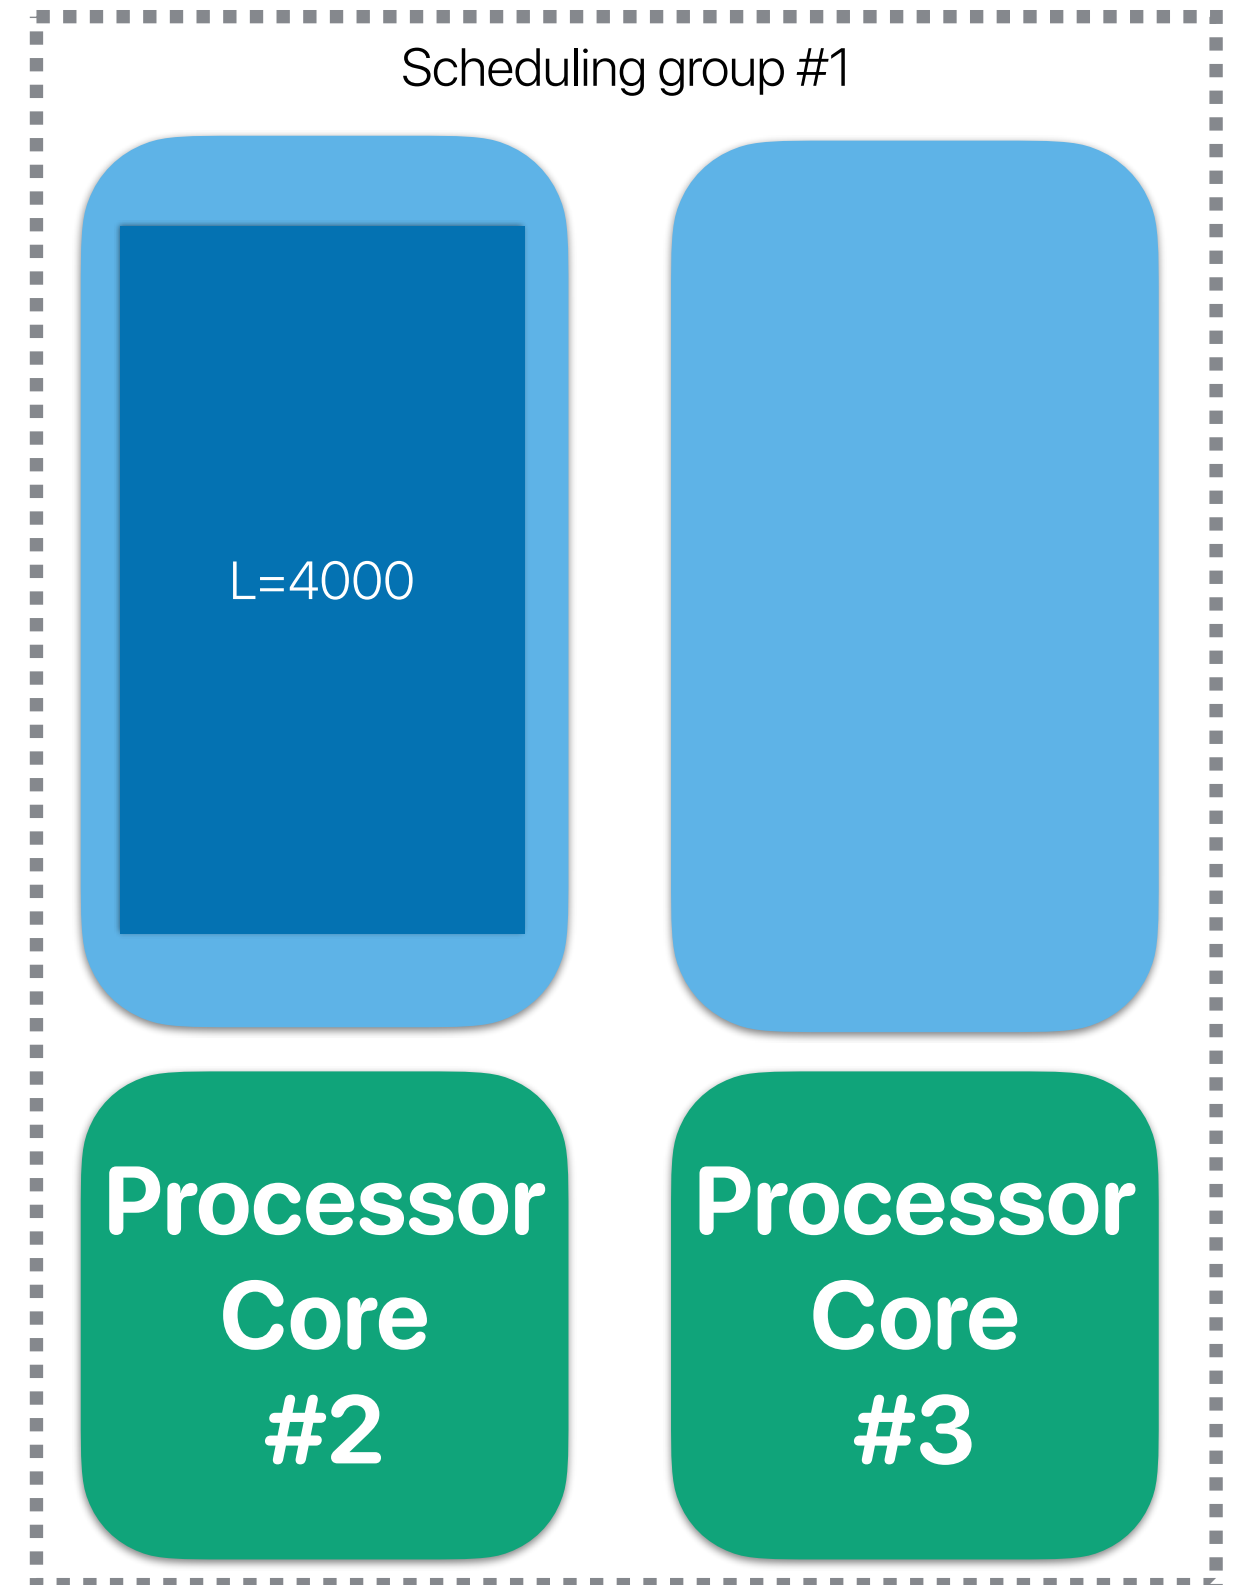 Scheduling group #1
L=4000
Processor
Core
#2
Processor
Core
#3